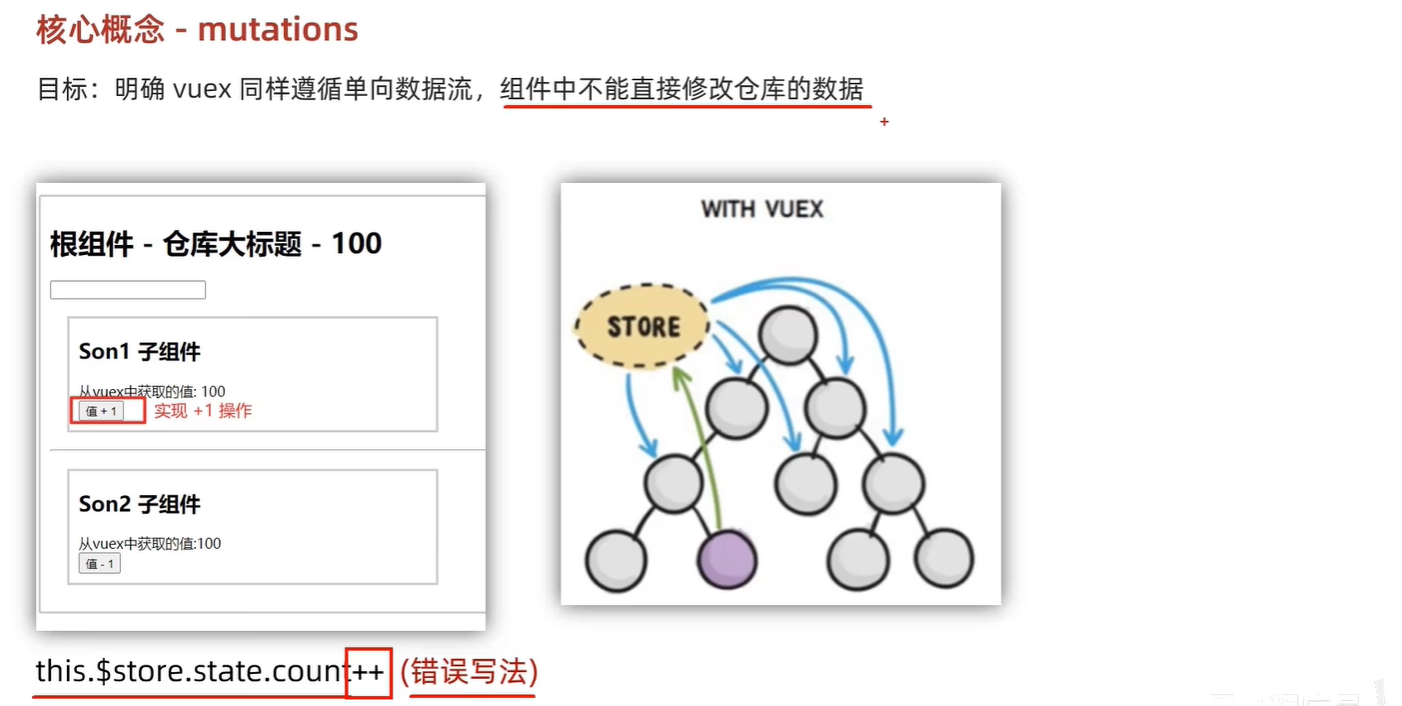 核心概念 - mutations
目标：明确 vuex 同样遵循单向数据流，组件中不能直接修改仓库的数据
根组件 - 仓库大标题 - 100
Son1 子组件
从vuex中获取的值: 100
值 + 1 实现 +1 操作
Son2 子组件
从vuex中获取的值:100
值 - 1
WITH VUEX
STORE
this.$store.state.count++ (错误写法)